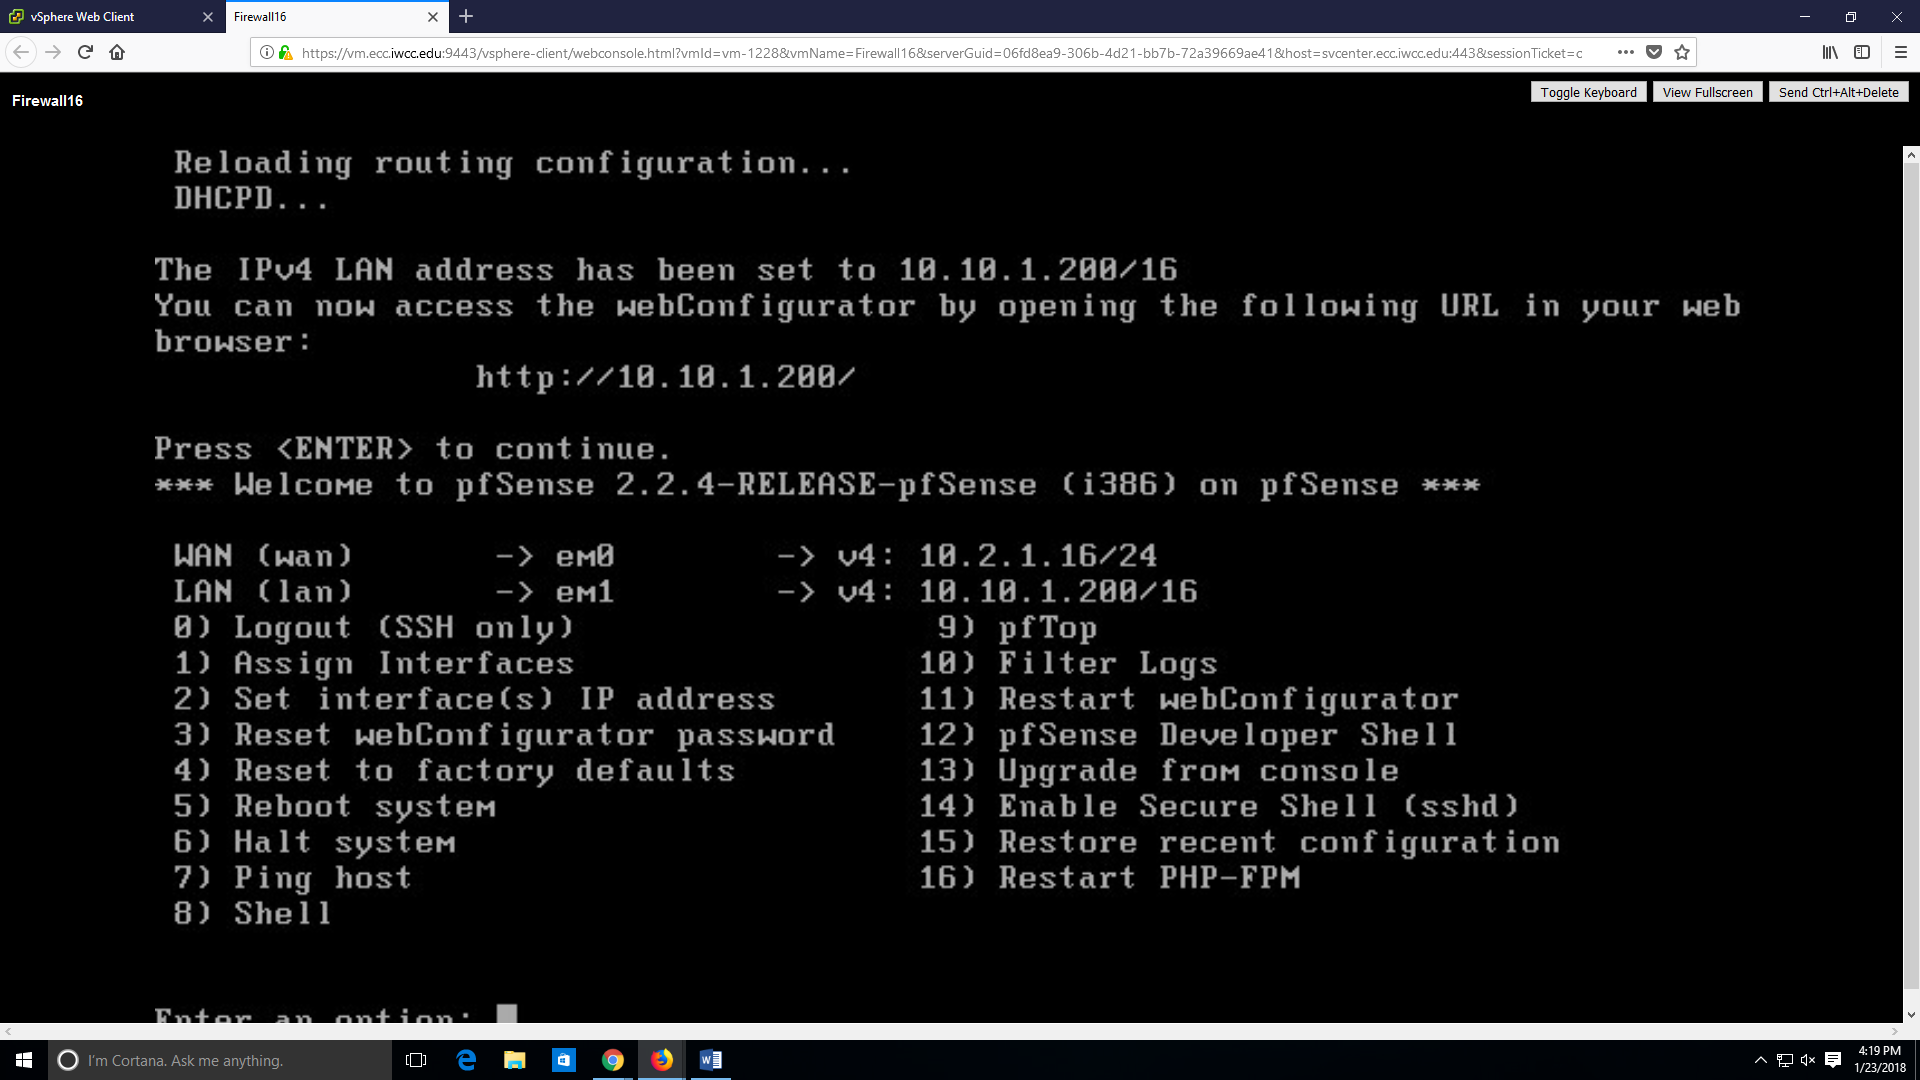 vSphere Web Client
Firewall16
https://vm.ecc.iwcc.edu:9443/vsphere-client/webconsole.html?vmId=vm-1228&vmName=Firewall16&serverGuid=06fd8ea9-306b-4d21-bb7b-72a39669ae41&host=svcenter.ecc.iwcc.edu:443&sessionTicket=c
Firewall16
Toggle Keyboard
View Fullscreen
Send Ctrl+Alt+Delete
Reloading routing configuration...
DHCPD...
The IPv4 LAN address has been set to 10.10.1.200/16
You can now access the webConfigurator by opening the following URL in your web
browser:
http://10.10.1.200/
Press <ENTER> to continue.
*** Welcome to pfSense 2.2.4-RELEASE-pfSense (i386) on pfSense ***
WAN (wan) -> em0 -> v4: 10.2.1.16/24
LAN (lan) -> em1 -> v4: 10.10.1.200/16
0) Logout (SSH only) 9) pfTop
1) Assign Interfaces 10) Filter Logs
2) Set interface(s) IP address 11) Restart webConfigurator
3) Reset webConfigurator password 12) pfSense Developer Shell
4) Reset to factory defaults 13) Upgrade from console
5) Reboot system 14) Enable Secure Shell (sshd)
6) Halt system 15) Restore recent configuration
7) Ping host 16) Restart PHP-FPM
8) Shell
Enter an option:
I'm Cortana. Ask me anything.
4:19 PM
1/23/2018